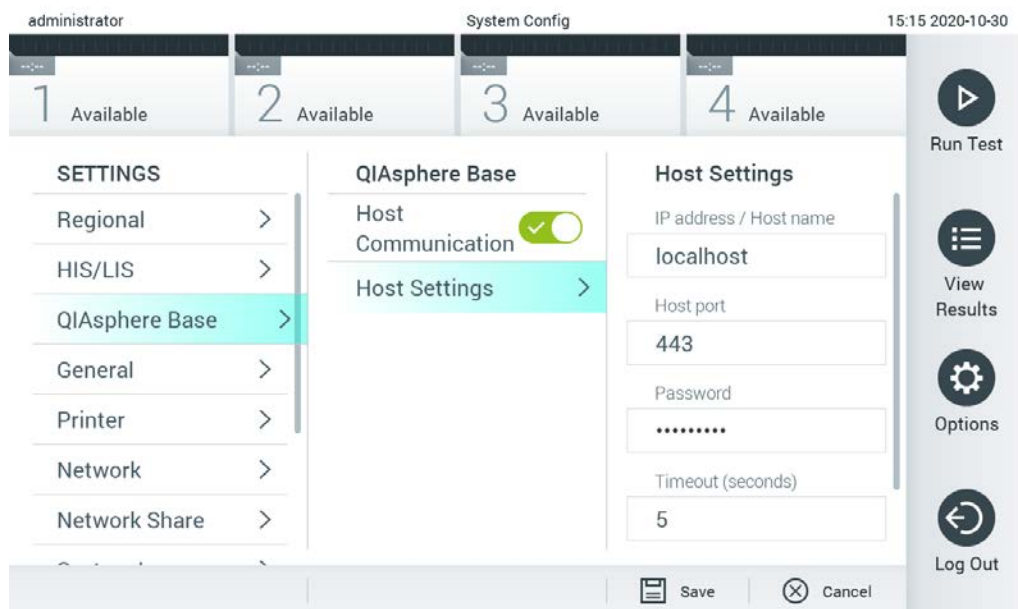 administrator
System Config
15:15 2020-10-30
--:--
--:--
--:--
--:--
1 Available
2 Available
3 Available
4 Available
Run Test
View
Results
Options
Log Out
SETTINGS
Regional
HIS/LIS
QIAsphere Base
General
Printer
Network
Network Share
QIAsphere Base
Host
Communication
Host Settings
Host Settings
IP address / Host name
localhost
Host port
443
Password
•••••••••
Timeout (seconds)
5
Save
Cancel